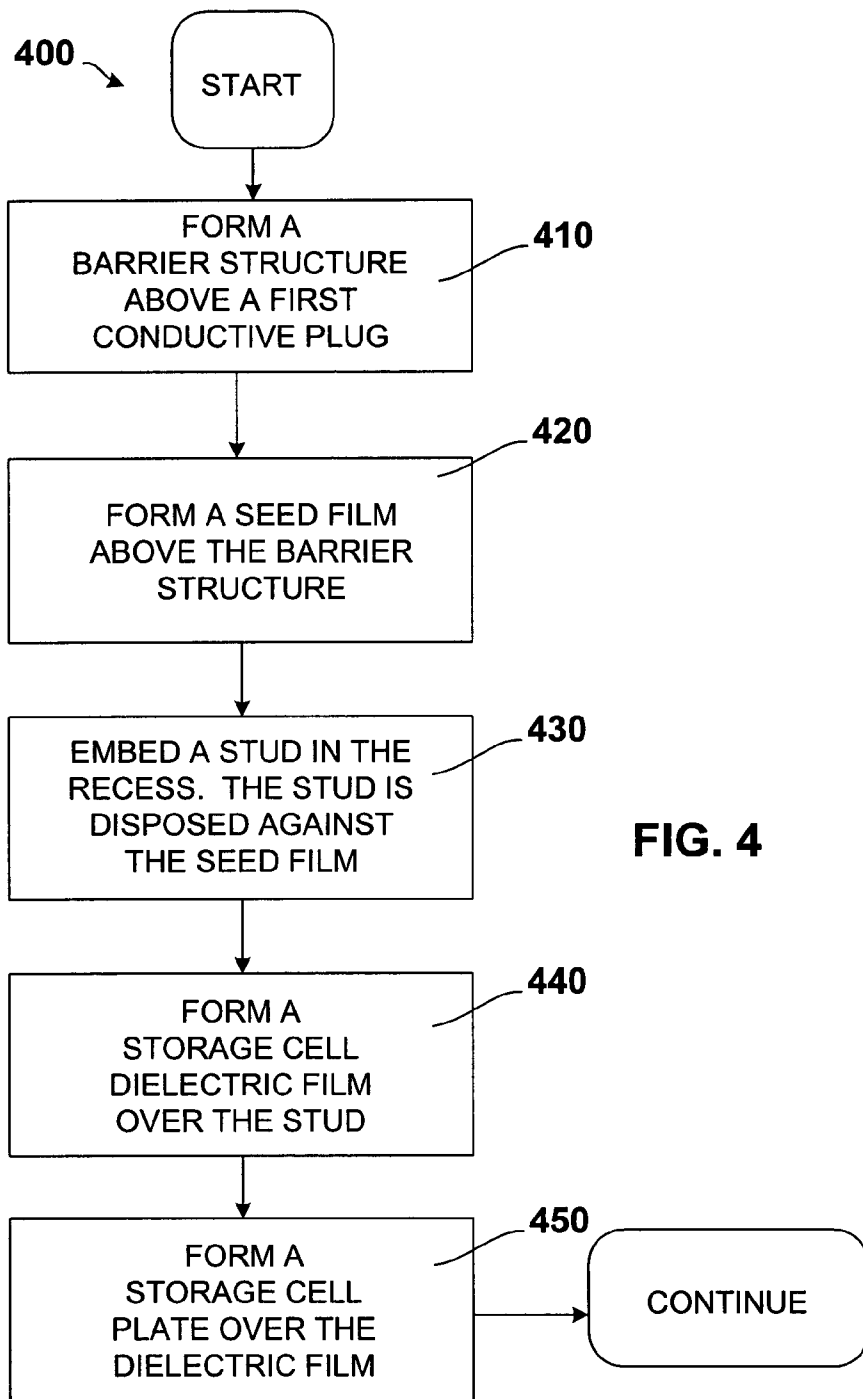 400
START
FORM A
BARRIER STRUCTURE
ABOVE A FIRST
CONDUCTIVE PLUG
410
420
FORM A SEED FILM
ABOVE THE BARRIER
STRUCTURE
EMBED A STUD IN THE
RECESS. THE STUD IS
DISPOSED AGAINST
THE SEED FILM
430
FIG. 4
FORM A
STORAGE CELL
DIELECTRIC FILM
OVER THE STUD
440
FORM A
STORAGE CELL
PLATE OVER THE
DIELECTRIC FILM
450
CONTINUE